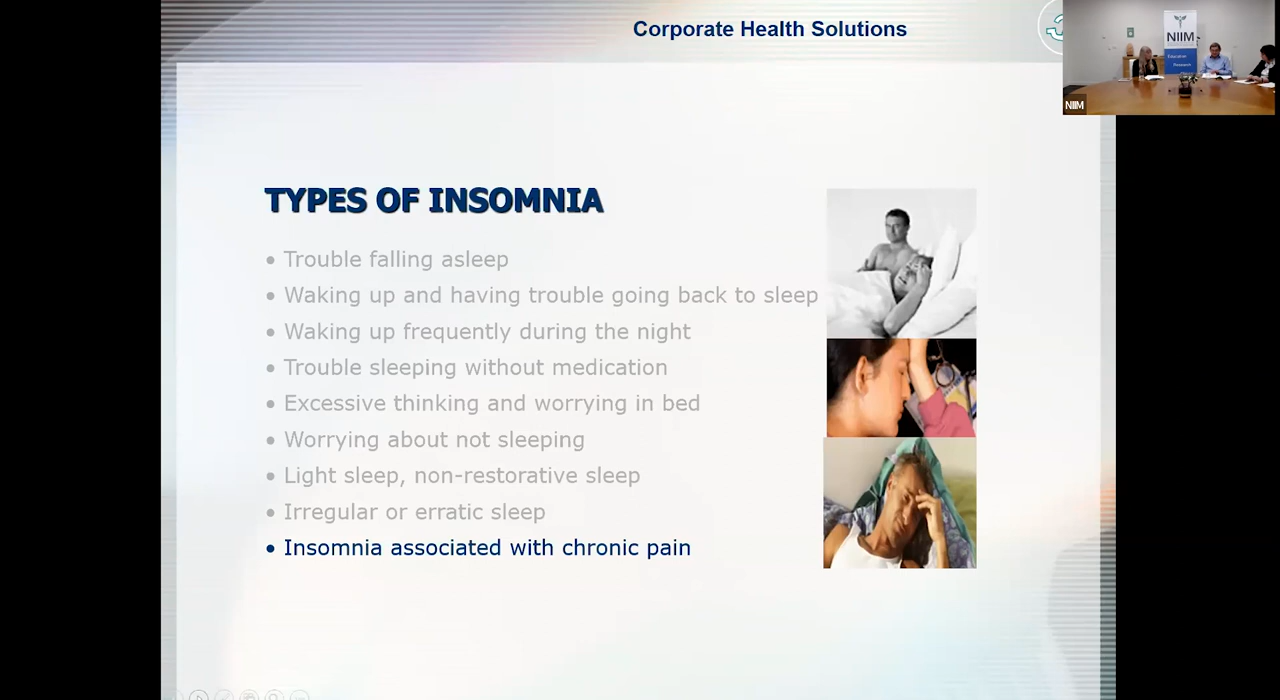 Corporate Health Solutions
NIIM
Education
Research
NIIM
TYPES OF INSOMNIA
• Trouble falling asleep
• Waking up and having trouble going back to sleep
• Waking up frequently during the night
• Trouble sleeping without medication
• Excessive thinking and worrying in bed
• Worrying about not sleeping
• Light sleep, non-restorative sleep
• Irregular or erratic sleep
• Insomnia associated with chronic pain